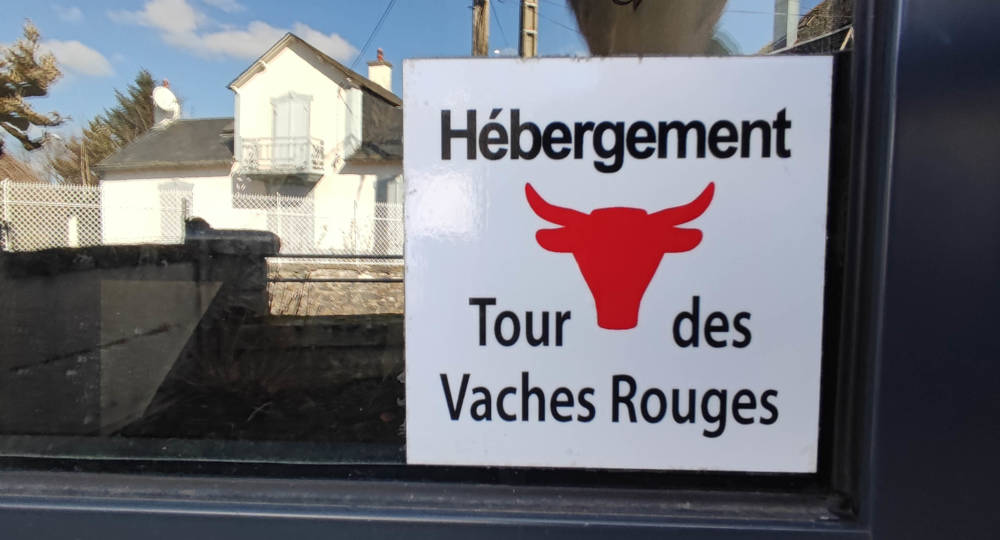 Hébergement
Tour des
Vaches Rouges